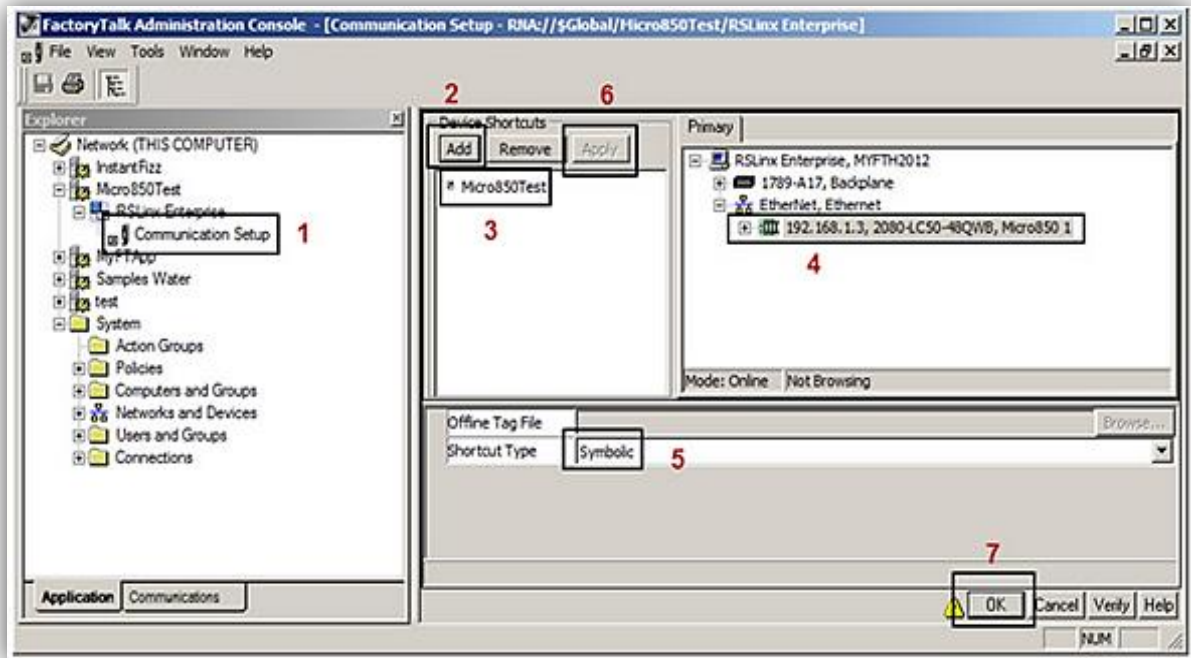 FactoryTalk Administration Console - [Communication Setup - RNA://$Global/Micro850Test/RSLinx Enterprise]
File View Tools Window Help
2
6
Explorer
Network (THIS COMPUTER)
InstantFizz
Micro850Test
RSLinx Enterprise
Communication Setup
1
MyFTApp
Samples Water
test
System
Action Groups
Policies
Computers and Groups
Networks and Devices
Users and Groups
Connections
Application Communications
Device Shortcuts
Add Remove Apply
Micro850Test
3
Primary
RSLinx Enterprise, MYFTH2012
1789-A17, Backplane
EtherNet, Ethernet
192.168.1.3, 2080-LC50-48QWB, Micro850 1
4
Mode: Online Not Browsing
Offline Tag File Browse...
Shortcut Type Symbolic
5
7
OK Cancel Verify Help
NUM